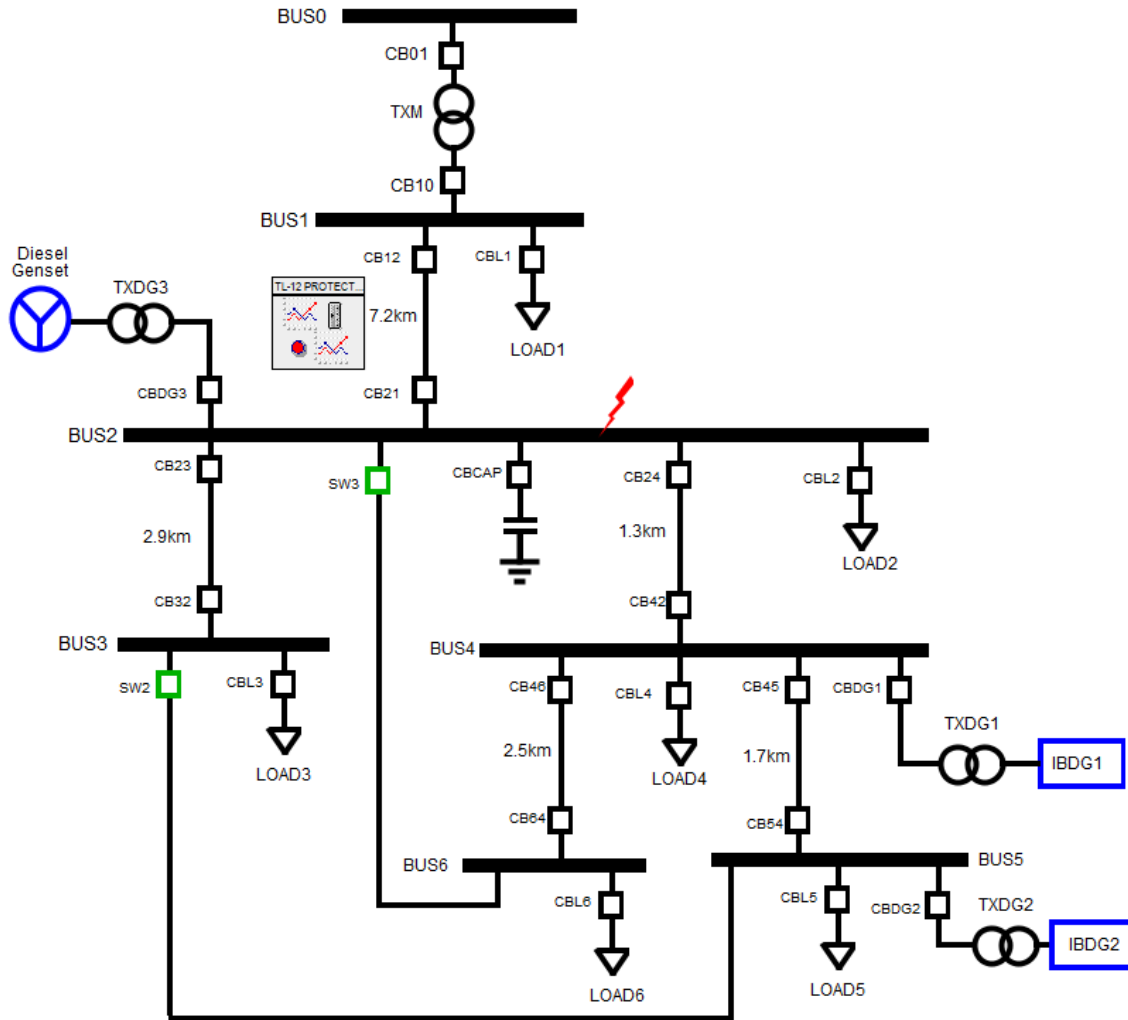 BUS0
CB01
TXM
CB10
BUS1
Diesel
Genset
TXDG3
CB12
CBL1
TL-12 PROTECT...
7.2km
LOAD1
CBDG3
CB21
BUS2
CB23
SW3
CBCAP
CB24
CBL2
2.9km
1.3km
LOAD2
CB32
CB42
BUS3
BUS4
SW2
CBL3
CB46
CBL4
CB45
CBDG1
TXDG1
LOAD3
2.5km
LOAD4
1.7km
IBDG1
CB64
CB54
BUS6
BUS5
CBL6
CBL5
CBDG2
TXDG2
IBDG2
LOAD6
LOAD5